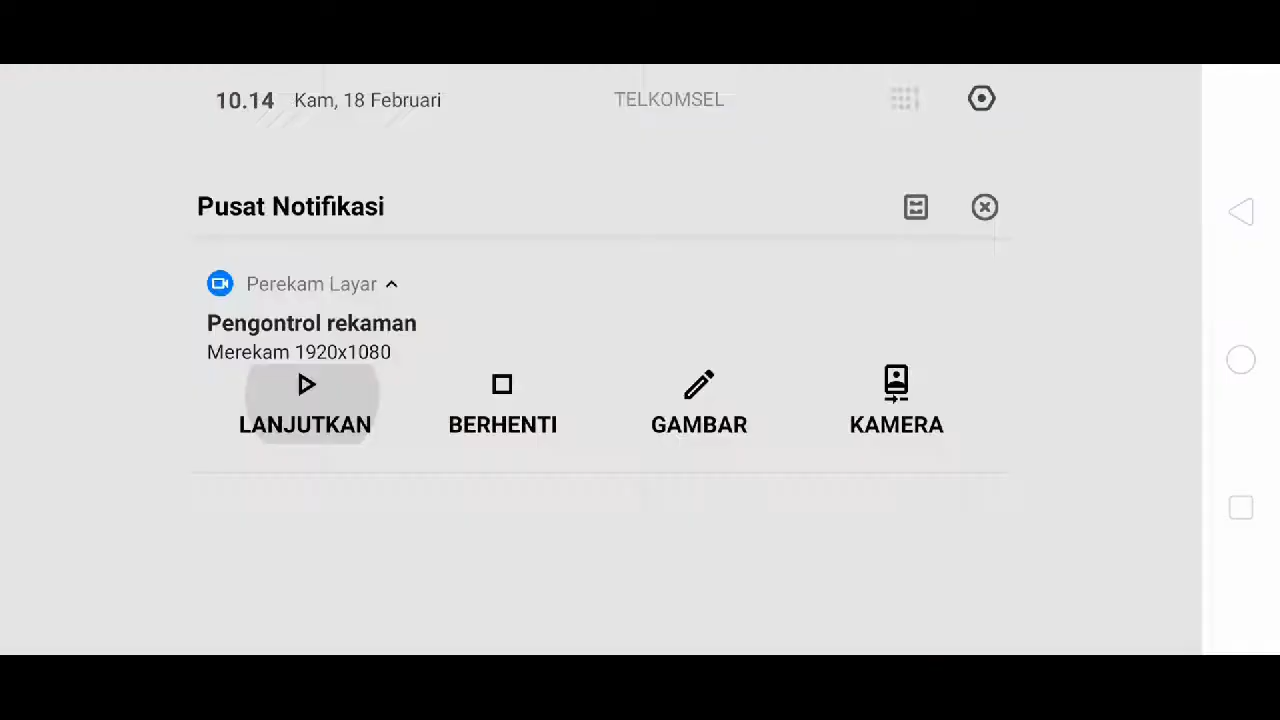 10.14 Kam, 18 Februari TELKOMSEL
Pusat Notifikasi
Perekam Layar
Pengontrol rekaman
Merekam 1920x1080
LANJUTKAN BERHENTI GAMBAR KAMERA